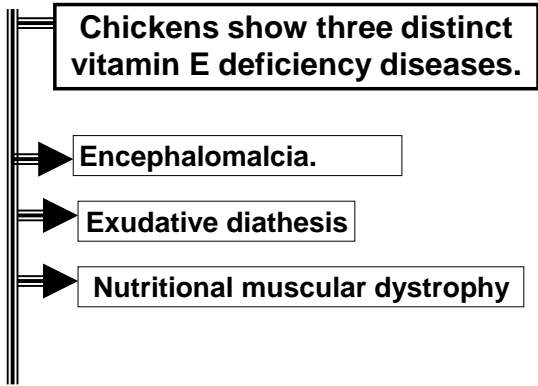 Chickens show three distinct
vitamin E deficiency diseases.
Encephalomalcia.
Exudative diathesis
Nutritional muscular dystrophy